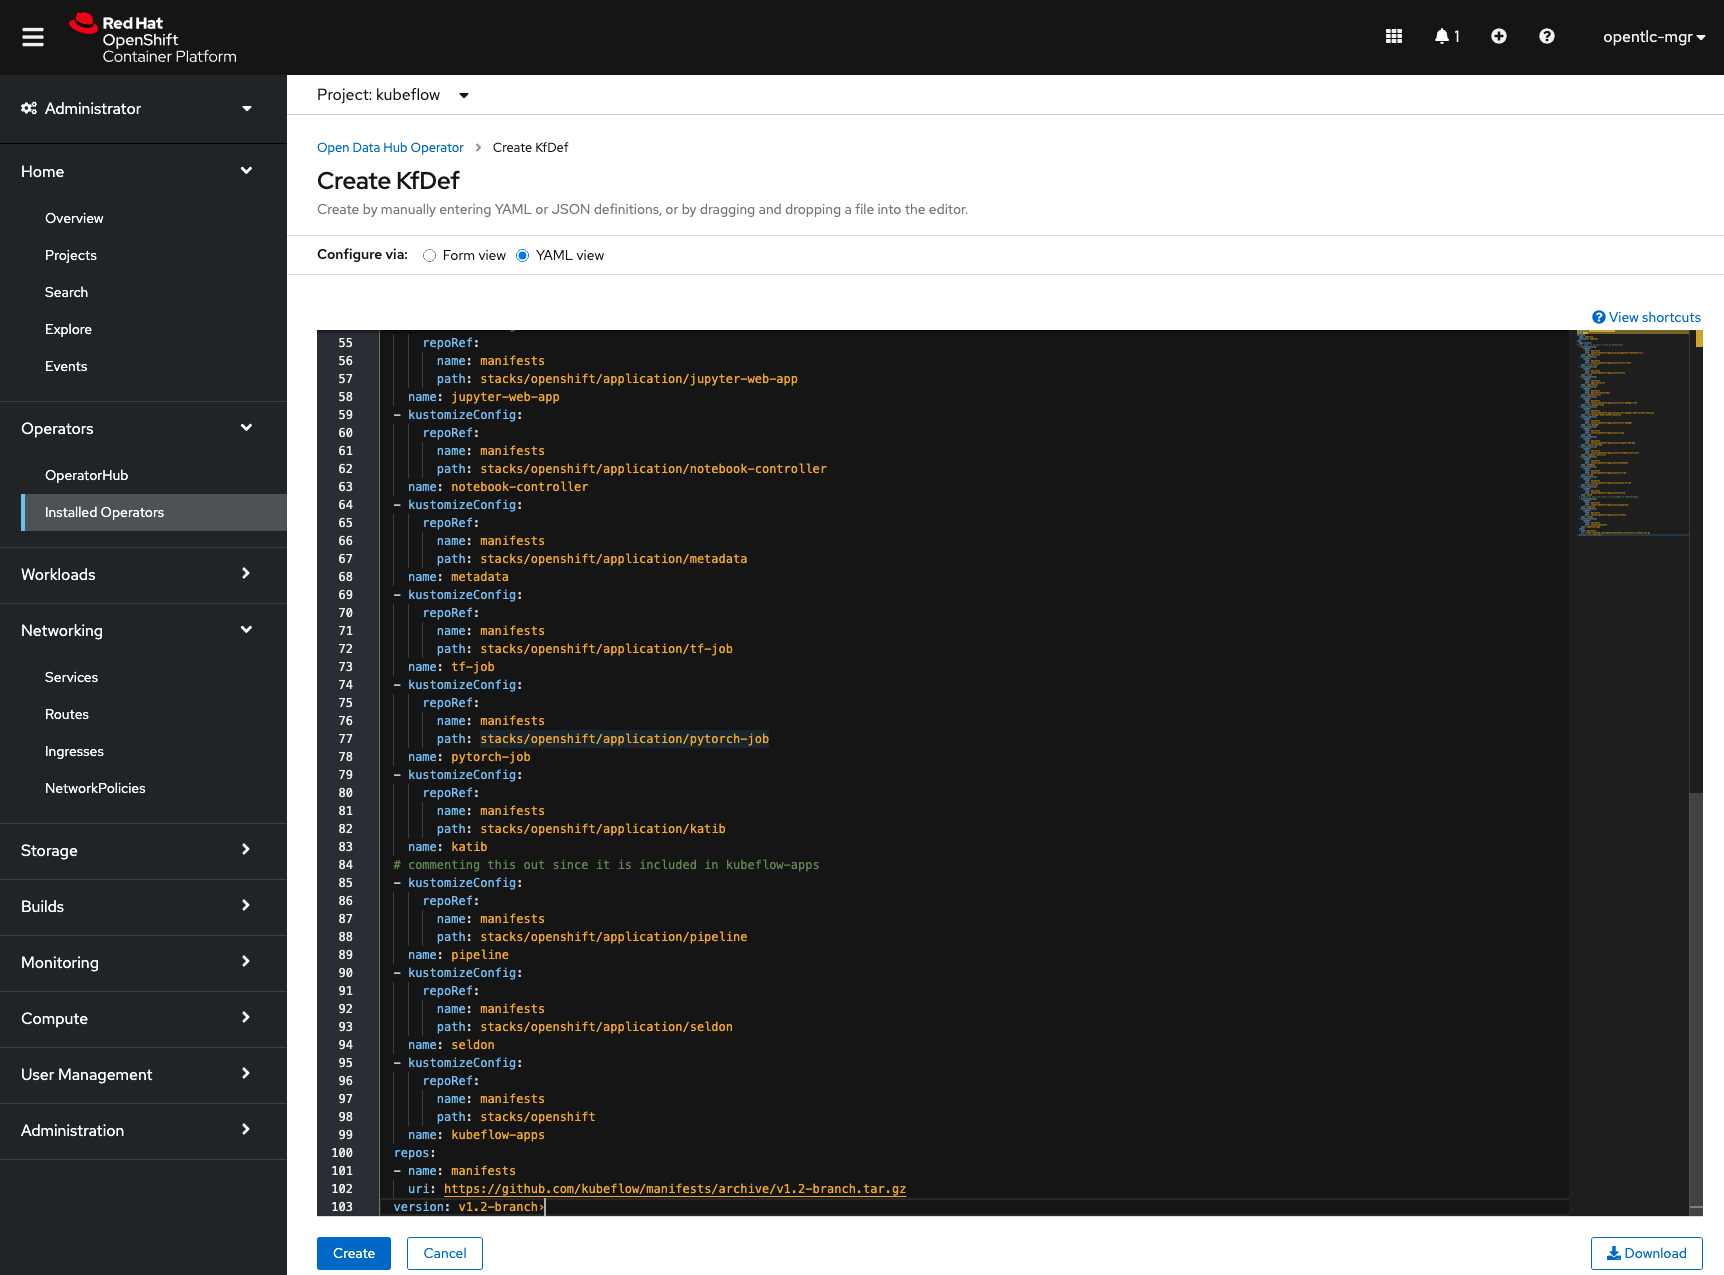 Red Hat
OpenShift
Container Platform
1
opentlc-mgr
Administrator
Home
Overview
Projects
Search
Explore
Events
Operators
OperatorHub
Installed Operators
Workloads
Networking
Services
Routes
Ingresses
NetworkPolicies
Storage
Builds
Monitoring
Compute
User Management
Administration
Project: kubeflow
Open Data Hub Operator > Create KfDef
Create KfDef
Create by manually entering YAML or JSON definitions, or by dragging and dropping a file into the editor.
Configure via: Form view YAML view
View shortcuts
55 repoRef:
56 name: manifests
57 path: stacks/openshift/application/jupyter-web-app
58 name: jupyter-web-app
59 - kustomizeConfig:
60 repoRef:
61 name: manifests
62 path: stacks/openshift/application/notebook-controller
63 name: notebook-controller
64 - kustomizeConfig:
65 repoRef:
66 name: manifests
67 path: stacks/openshift/application/metadata
68 name: metadata
69 - kustomizeConfig:
70 repoRef:
71 name: manifests
72 path: stacks/openshift/application/tf-job
73 name: tf-job
74 - kustomizeConfig:
75 repoRef:
76 name: manifests
77 path: stacks/openshift/application/pytorch-job
78 name: pytorch-job
79 - kustomizeConfig:
80 repoRef:
81 name: manifests
82 path: stacks/openshift/application/katib
83 name: katib
84 # commenting this out since it is included in kubeflow-apps
85 - kustomizeConfig:
86 repoRef:
87 name: manifests
88 path: stacks/openshift/application/pipeline
89 name: pipeline
90 - kustomizeConfig:
91 repoRef:
92 name: manifests
93 path: stacks/openshift/application/seldon
94 name: seldon
95 - kustomizeConfig:
96 repoRef:
97 name: manifests
98 path: stacks/openshift
99 name: kubeflow-apps
100 repos:
101 - name: manifests
102 uri: https://github.com/kubeflow/manifests/archive/v1.2-branch.tar.gz
103 version: v1.2-branch›
Create
Cancel
Download